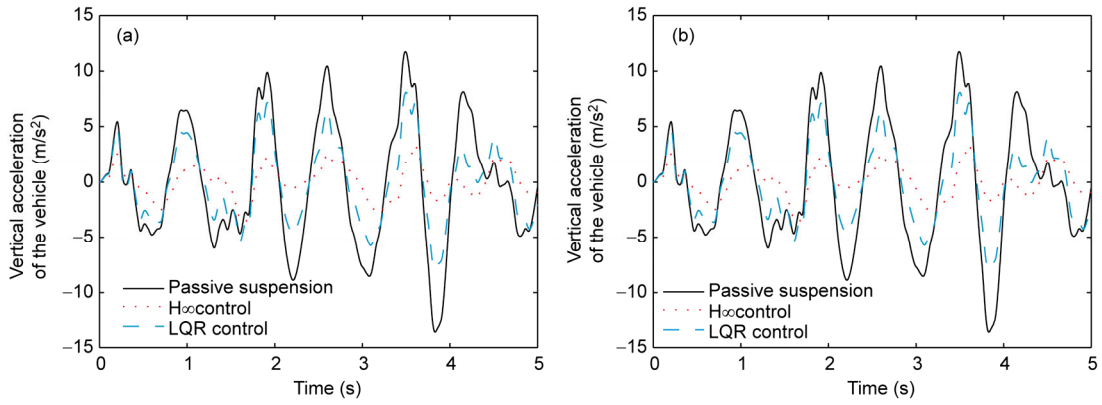 15
10
5
0
−5
−10
−15
Vertical acceleration
of the vehicle (m/s²)
(a)
Passive suspension
H∞control
LQR control
0
1
2
3
4
5
Time (s)
15
10
5
0
−5
−10
−15
Vertical acceleration
of the vehicle (m/s²)
(b)
Passive suspension
H∞control
LQR control
0
1
2
3
4
5
Time (s)